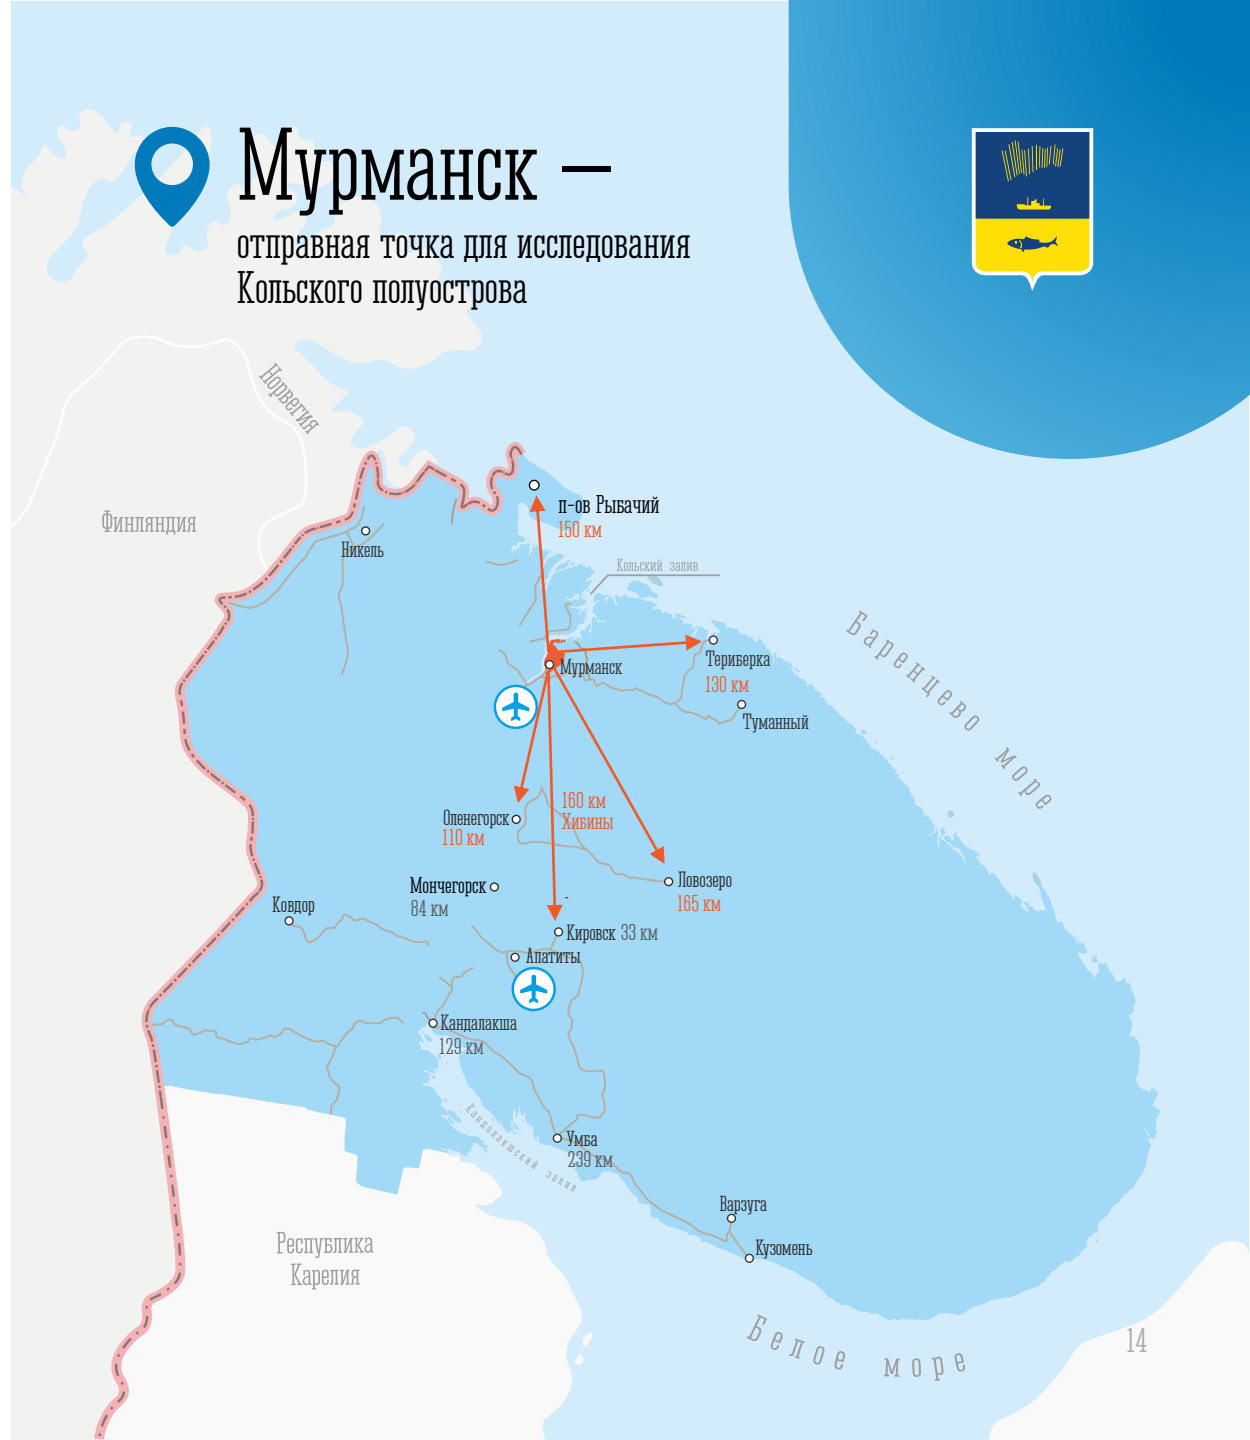 Мурманск –
отправная точка для исследования
Кольского полуострова
Норвегия
Финляндия
п-ов Рыбачий
150 км
Никель
Кольский залив
Баренцево море
Териберка
130 км
Мурманск
Туманный
160 км
Хибины
Оленегорск
110 км
Ловозеро
165 км
Мончегорск
84 км
-
Ковдор
Кировск 33 км
Апатиты
Кандалакша
129 км
Кандалакшский залив
Умба
239 км
Варзуга
Кузомень
Республика
Карелия
Белое море
14